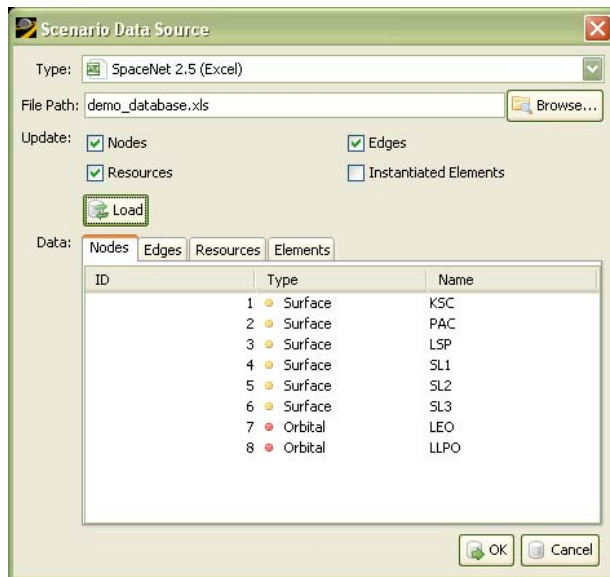 Scenario Data Source
Type: SpaceNet 2.5 (Excel)
File Path: demo_database.xls Browse...
Update: Nodes Edges
Resources Instantiated Elements
Load
Data: Nodes Edges Resources Elements
ID Type Name
1 Surface KSC
2 Surface PAC
3 Surface LSP
4 Surface SL1
5 Surface SL2
6 Surface SL3
7 Orbital LEO
8 Orbital LLPO
OK Cancel